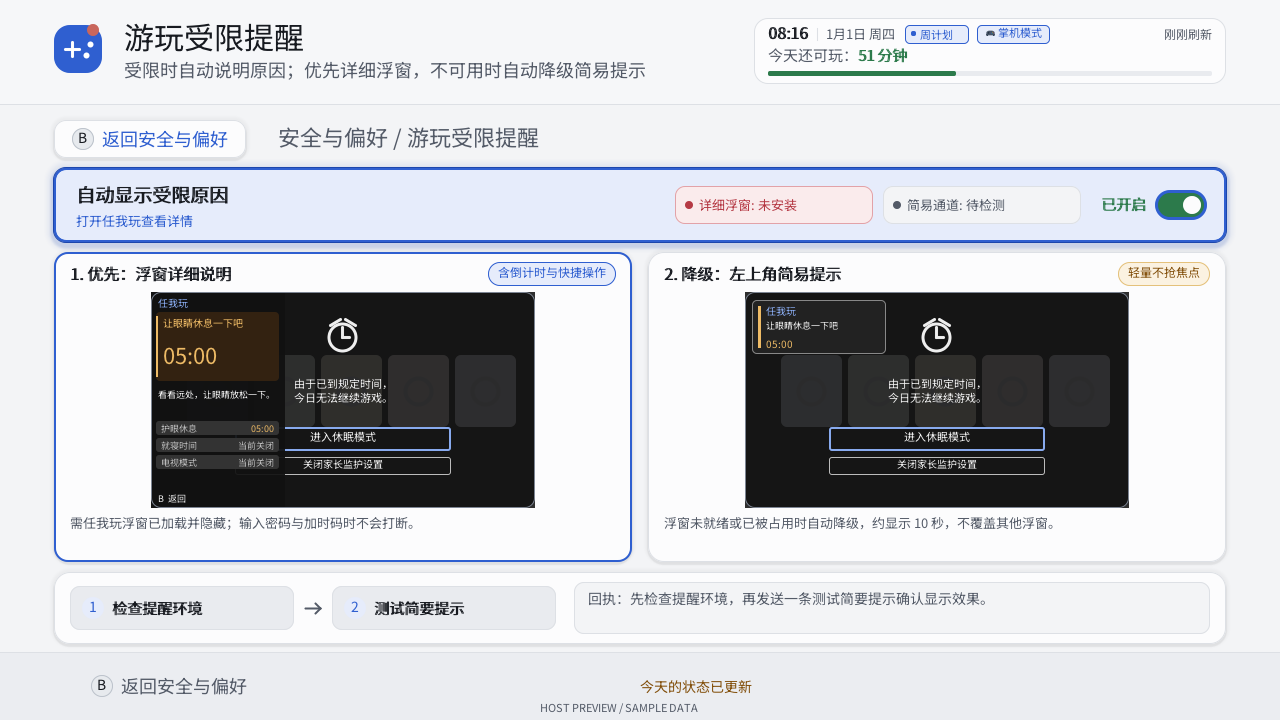 游玩受限提醒
受限时自动说明原因；优先详细浮窗，不可用时自动降级简易提示
08:16 1月1日 周四 周计划 掌机模式 刚刚刷新
今天还可玩：51 分钟
B 返回安全与偏好 安全与偏好 / 游玩受限提醒
自动显示受限原因
打开任我玩查看详情
详细浮窗: 未安装 简易通道: 待检测 已开启
1. 优先：浮窗详细说明 含倒计时与快捷操作
任我玩
让眼睛休息一下吧
05:00
看看远处，让眼睛放松一下。
护眼休息 05:00
就寝时间 当前关闭
电视模式 当前关闭
B 返回
由于已到规定时间，
今日无法继续游戏。
进入休眠模式
关闭家长监护设置
需任我玩浮窗已加载并隐藏；输入密码与加时码时不会打断。
2. 降级：左上角简易提示 轻量不抢焦点
任我玩
让眼睛休息一下吧
05:00
由于已到规定时间，
今日无法继续游戏。
进入休眠模式
关闭家长监护设置
浮窗未就绪或已被占用时自动降级，约显示 10 秒，不覆盖其他浮窗。
1 检查提醒环境 → 2 测试简要提示
回执：先检查提醒环境，再发送一条测试简要提示确认显示效果。
B 返回安全与偏好 今天的状态已更新
HOST PREVIEW / SAMPLE DATA